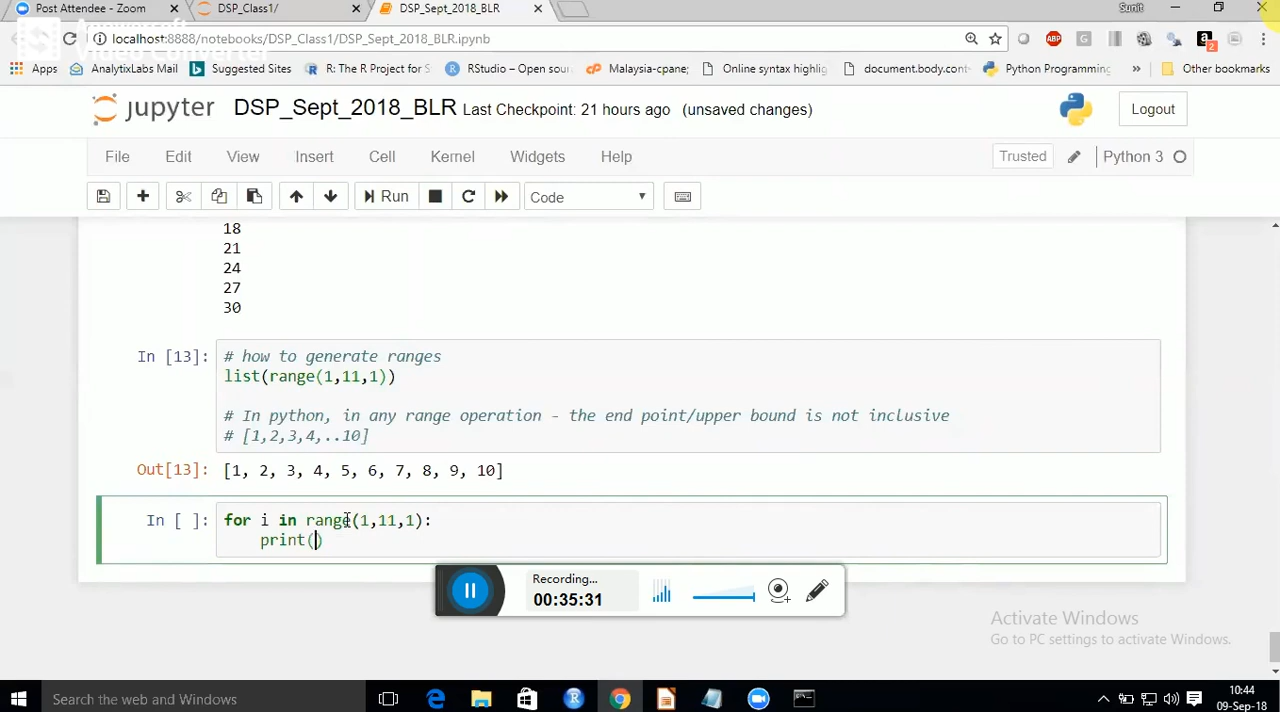 Post Attendee - Zoom
DSP_Class1/
DSP_Sept_2018_BLR
Sunit
localhost:8888/notebooks/DSP_Class1/DSP_Sept_2018_BLR.ipynb
Apps
AnalytixLabs Mail
Suggested Sites
R: The R Project for S
RStudio – Open sour
Malaysia-cpane;
Online syntax highlig
document.body.cont
Python Programming
»
Other bookmarks
jupyter
DSP_Sept_2018_BLR Last Checkpoint: 21 hours ago (unsaved changes)
Logout
File Edit View Insert Cell Kernel Widgets Help
Trusted
Python 3
Run
Code
18
21
24
27
30
In [13]: # how to generate ranges
list(range(1,11,1))
# In python, in any range operation - the end point/upper bound is not inclusive
# [1,2,3,4,..10]
Out[13]: [1, 2, 3, 4, 5, 6, 7, 8, 9, 10]
In [ ]: for i in range(1,11,1):
print()
Recording...
00:35:31
Activate Windows
Go to PC settings to activate Windows.
Search the web and Windows
10:44
09-Sep-18